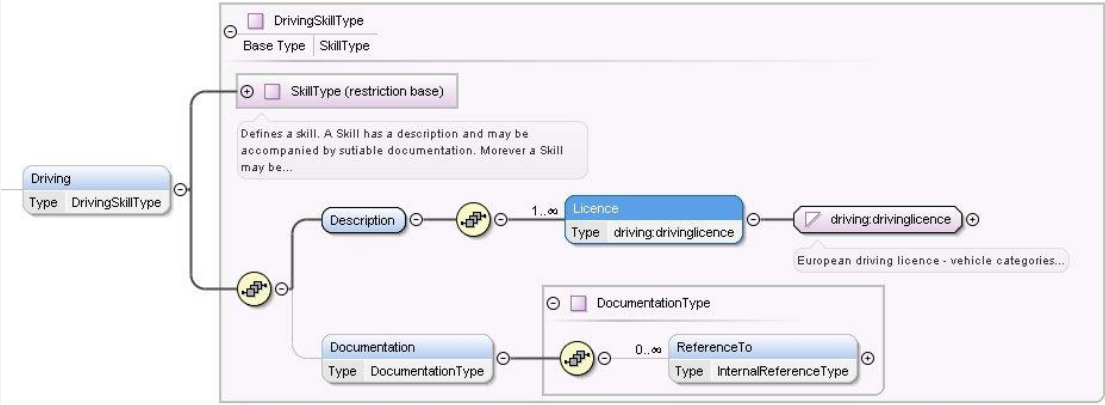 DrivingSkillType
Base Type SkillType
SkillType (restriction base)
Defines a skill. A Skill has a description and may be
accompanied by sutiable documentation. Morever a Skill
may be...
Driving
Type DrivingSkillType
Description
1..∞
Licence
Type driving:drivinglicence
driving:drivinglicence
European driving licence - vehicle categories...
DocumentationType
Documentation
Type DocumentationType
0..∞
ReferenceTo
Type InternalReferenceType